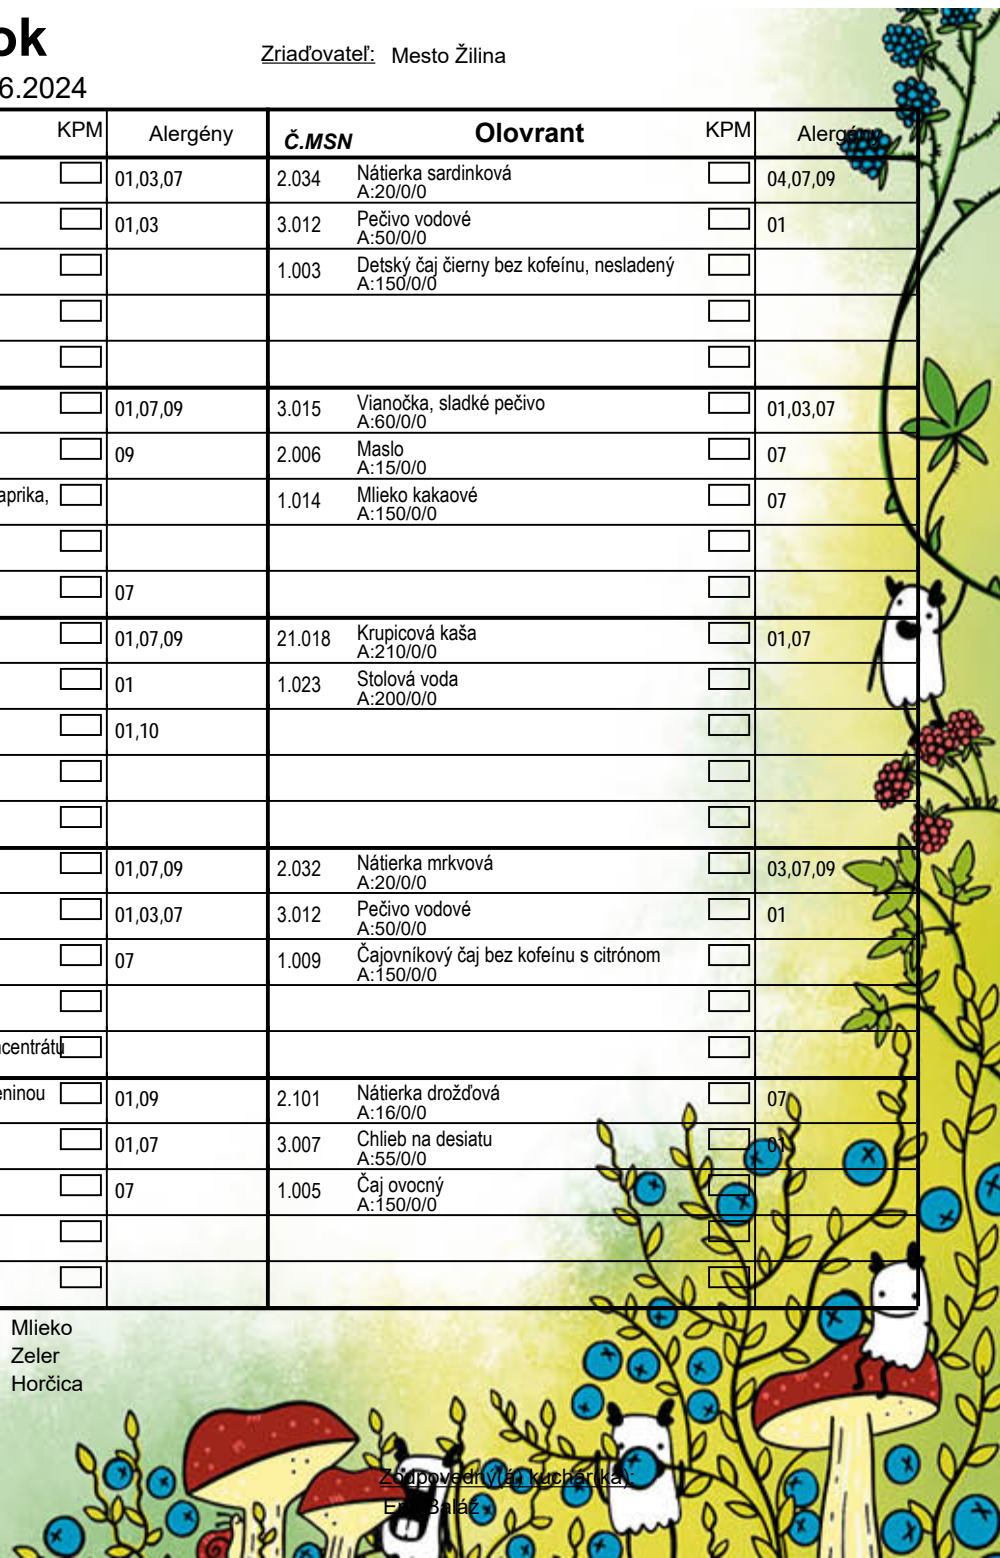 ok
Zriaďovateľ: Mesto Žilina
6.2024
KPM Alergény Č.MSN Olovrant KPM Alergény
01,03,07 2.034 Nátierka sardinková 04,07,09
A:20/0/0
01,03 3.012 Pečivo vodové 01
A:50/0/0
1.003 Detský čaj čierny bez kofeínu, nesladený
A:150/0/0
01,07,09 3.015 Vianočka, sladké pečivo 01,03,07
A:60/0/0
09 2.006 Maslo 07
A:15/0/0
aprika, 1.014 Mlieko kakaové 07
A:150/0/0
07
01,07,09 21.018 Krupicová kaša 01,07
A:210/0/0
01 1.023 Stolová voda
A:200/0/0
01,10
01,07,09 2.032 Nátierka mrkvová 03,07,09
A:20/0/0
01,03,07 3.012 Pečivo vodové 01
A:50/0/0
07 1.009 Čajovníkový čaj bez kofeínu s citrónom
A:150/0/0
centrátu
eninou 01,09 2.101 Nátierka drožďová 07
A:16/0/0
01,07 3.007 Chlieb na desiatu 01
A:55/0/0
07 1.005 Čaj ovocný
A:150/0/0
Mlieko
Zeler
Horčica
Zodpovedný(á) kuchár(ka):
Baláž